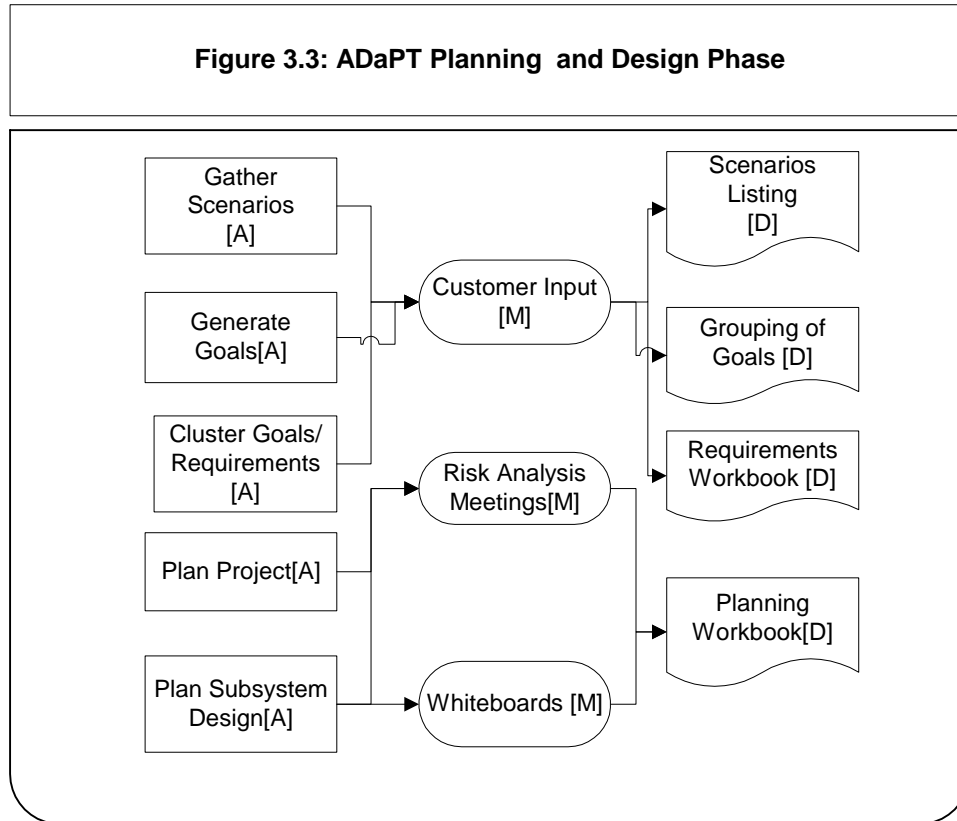 Figure 3.3: ADaPT Planning and Design Phase
Gather
Scenarios
[A]
Generate
Goals[A]
Cluster Goals/
Requirements
[A]
Plan Project[A]
Plan Subsystem
Design[A]
Customer Input
[M]
Risk Analysis
Meetings[M]
Whiteboards [M]
Scenarios
Listing
[D]
Grouping of
Goals [D]
Requirements
Workbook [D]
Planning
Workbook[D]